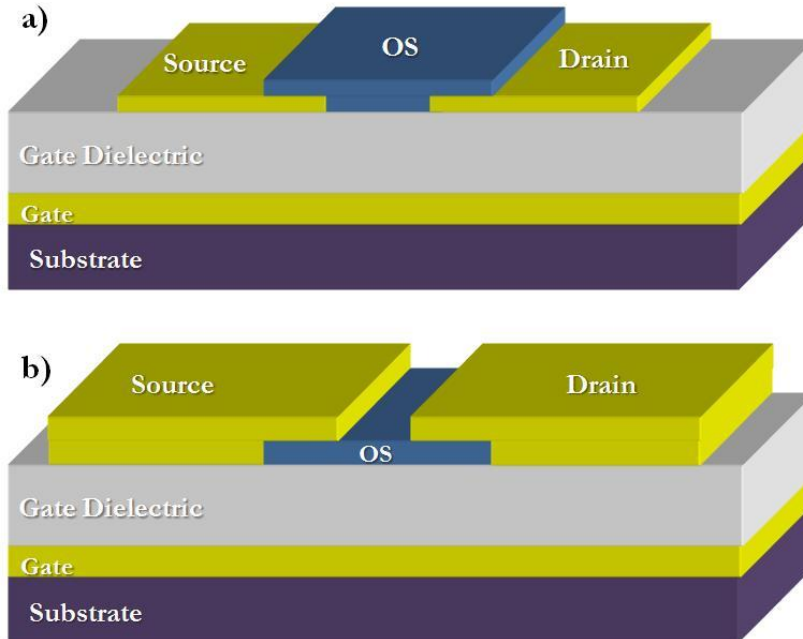 a)
OS
Source
Drain
Gate Dielectric
Gate
Substrate
b)
Source
Drain
OS
Gate Dielectric
Gate
Substrate